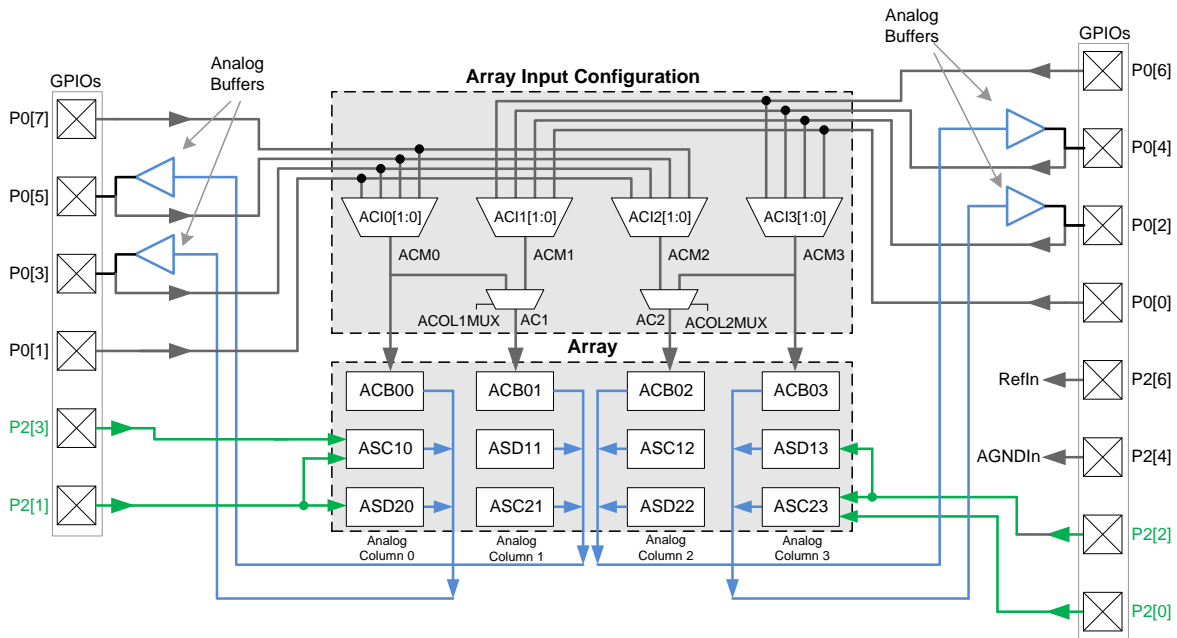 Analog
Buffers
GPIOs
Analog
Buffers
GPIOs
Array Input Configuration
P0[7]
P0[5]
P0[3]
P0[1]
P2[3]
P2[1]
P0[6]
P0[4]
P0[2]
P0[0]
P2[6]
P2[4]
P2[2]
P2[0]
RefIn
AGNDIn
ACI0[1:0]
ACI1[1:0]
ACI2[1:0]
ACI3[1:0]
ACM0
ACM1
ACM2
ACM3
ACOL1MUX
AC1
AC2
ACOL2MUX
Array
ACB00
ACB01
ACB02
ACB03
ASC10
ASD11
ASC12
ASD13
ASD20
ASC21
ASD22
ASC23
Analog
Column 0
Analog
Column 1
Analog
Column 2
Analog
Column 3